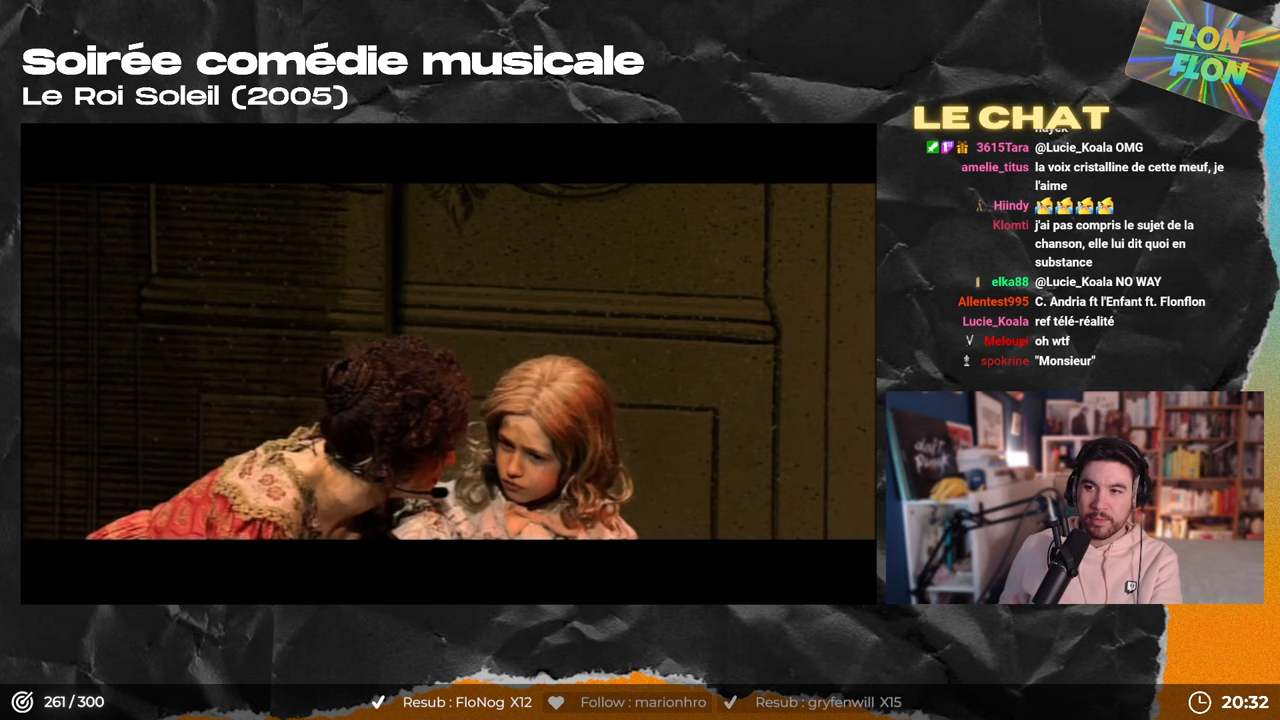 Soirée comédie musicale
Le Roi Soleil (2005)
FLON
FLON
LE CHAT
3615Tara @Lucie_Koala OMG
amelie_titus la voix cristalline de cette meuf, je
l'aime
Hiindy
Klomti j'ai pas compris le sujet de la
chanson, elle lui dit quoi en
substance
elka88 @Lucie_Koala NO WAY
Allentest995 C. Andria ft l'Enfant ft. Flonflon
Lucie_Koala ref télé-réalité
Meloupi oh wtf
spokrine "Monsieur"
daft
punk
261 / 300
Resub : FloNog X12
Follow : marionhro
Resub : gryfenwill X15
20:32